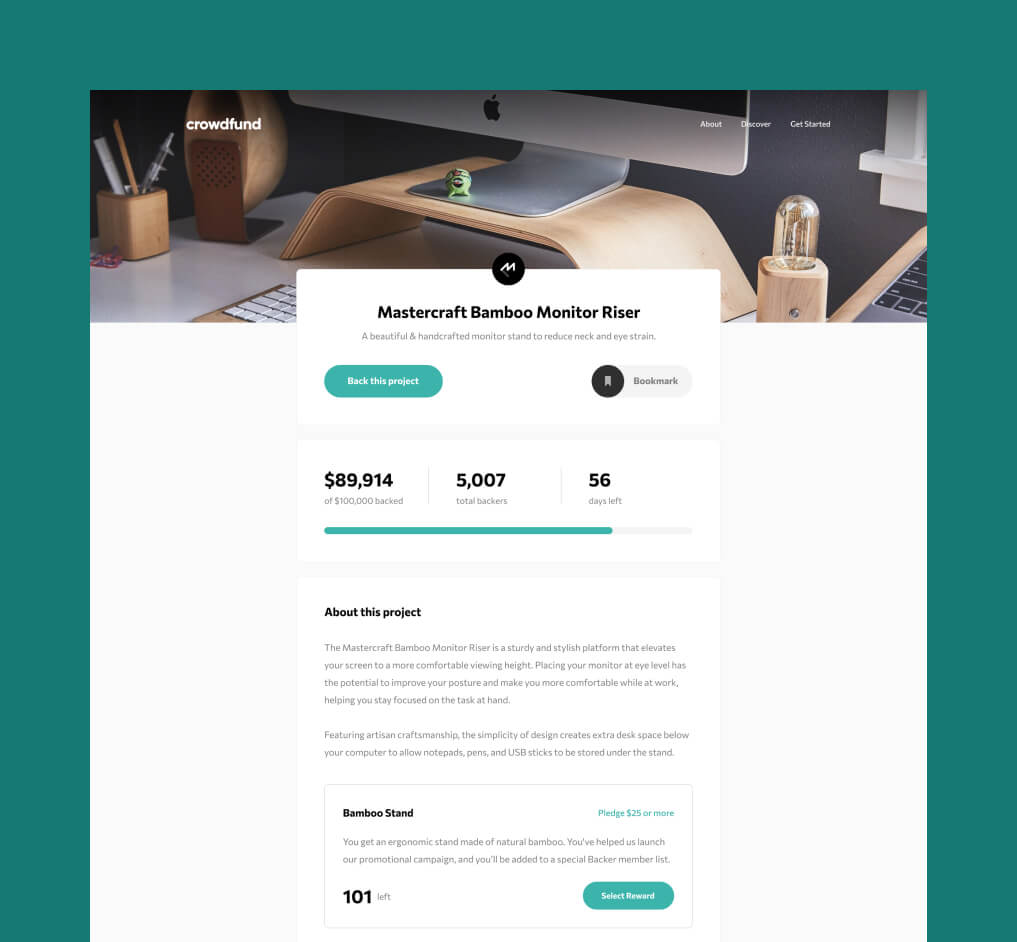 crowdfund
About Discover Get Started
Mastercraft Bamboo Monitor Riser
A beautiful & handcrafted monitor stand to reduce neck and eye strain.
Back this project
Bookmark
$89,914
of $100,000 backed
5,007
total backers
56
days left
About this project
The Mastercraft Bamboo Monitor Riser is a sturdy and stylish platform that elevates
your screen to a more comfortable viewing height. Placing your monitor at eye level has
the potential to improve your posture and make you more comfortable while at work,
helping you stay focused on the task at hand.
Featuring artisan craftsmanship, the simplicity of design creates extra desk space below
your computer to allow notepads, pens, and USB sticks to be stored under the stand.
Bamboo Stand
Pledge $25 or more
You get an ergonomic stand made of natural bamboo. You've helped us launch
our promotional campaign, and you'll be added to a special Backer member list.
101 left
Select Reward